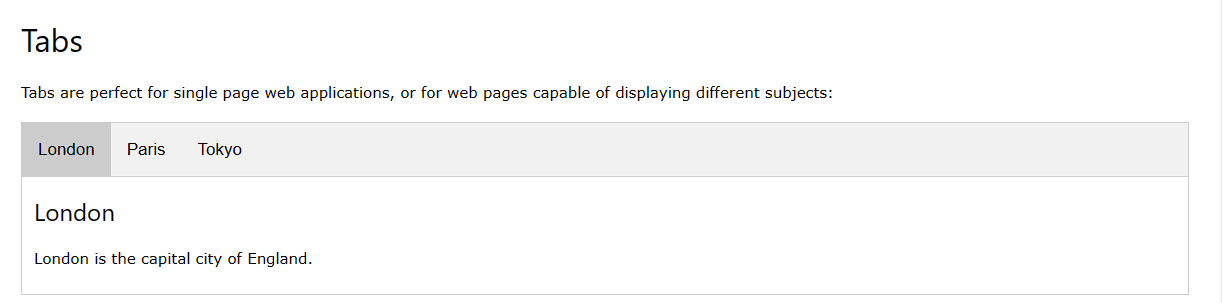 Tabs
Tabs are perfect for single page web applications, or for web pages capable of displaying different subjects:
London Paris Tokyo
London
London is the capital city of England.